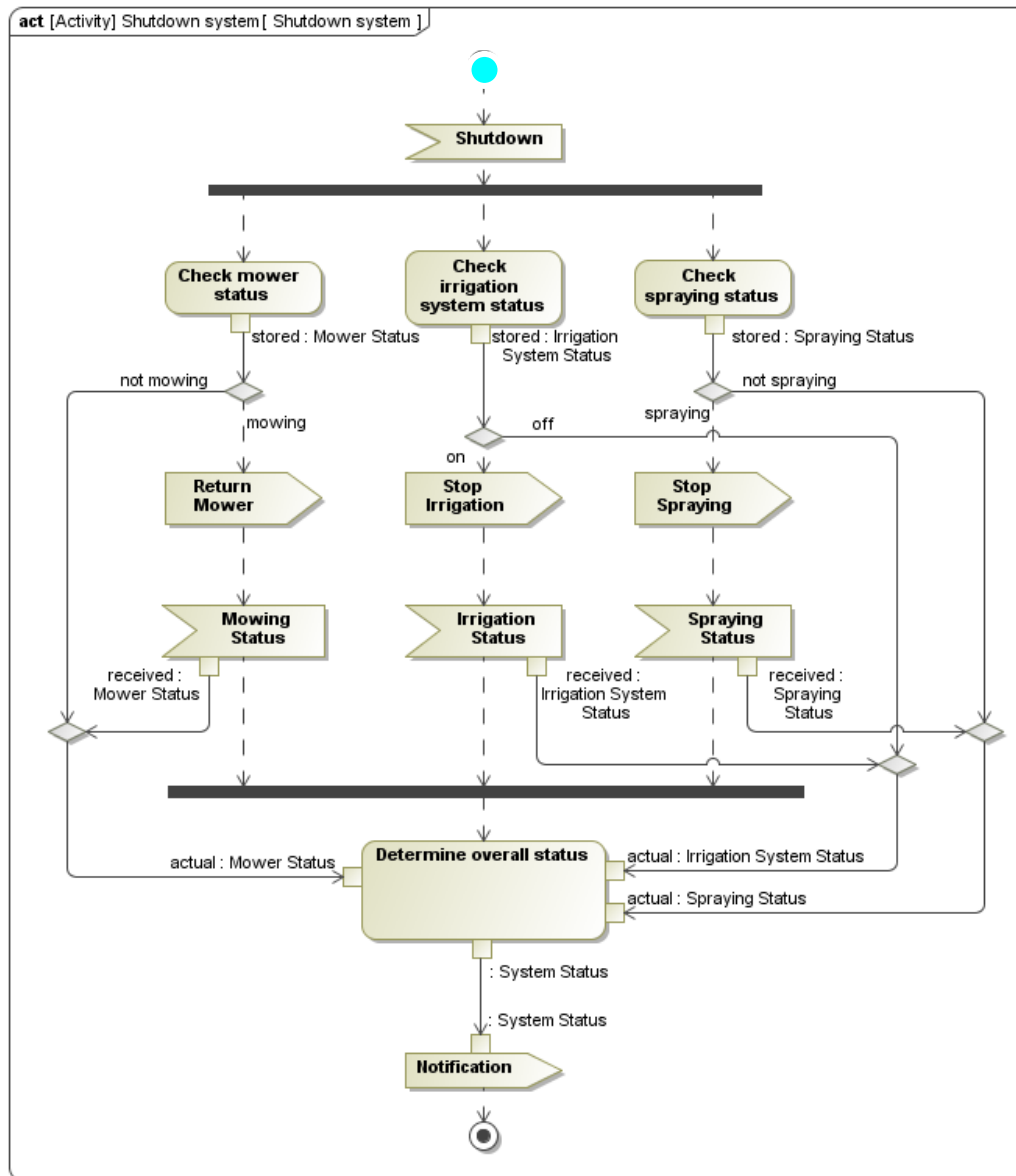 act [Activity] Shutdown system[ Shutdown system ]
Shutdown
Check mower
status
Check
irrigation
system status
Check
spraying status
stored : Mower Status
stored : Irrigation
System Status
stored : Spraying Status
not mowing
mowing
not spraying
spraying
off
on
Return
Mower
Stop
Irrigation
Stop
Spraying
Mowing
Status
Irrigation
Status
Spraying
Status
received :
Mower Status
received :
Irrigation System
Status
received :
Spraying
Status
Determine overall status
actual : Mower Status
actual : Irrigation System Status
actual : Spraying Status
: System Status
: System Status
Notification